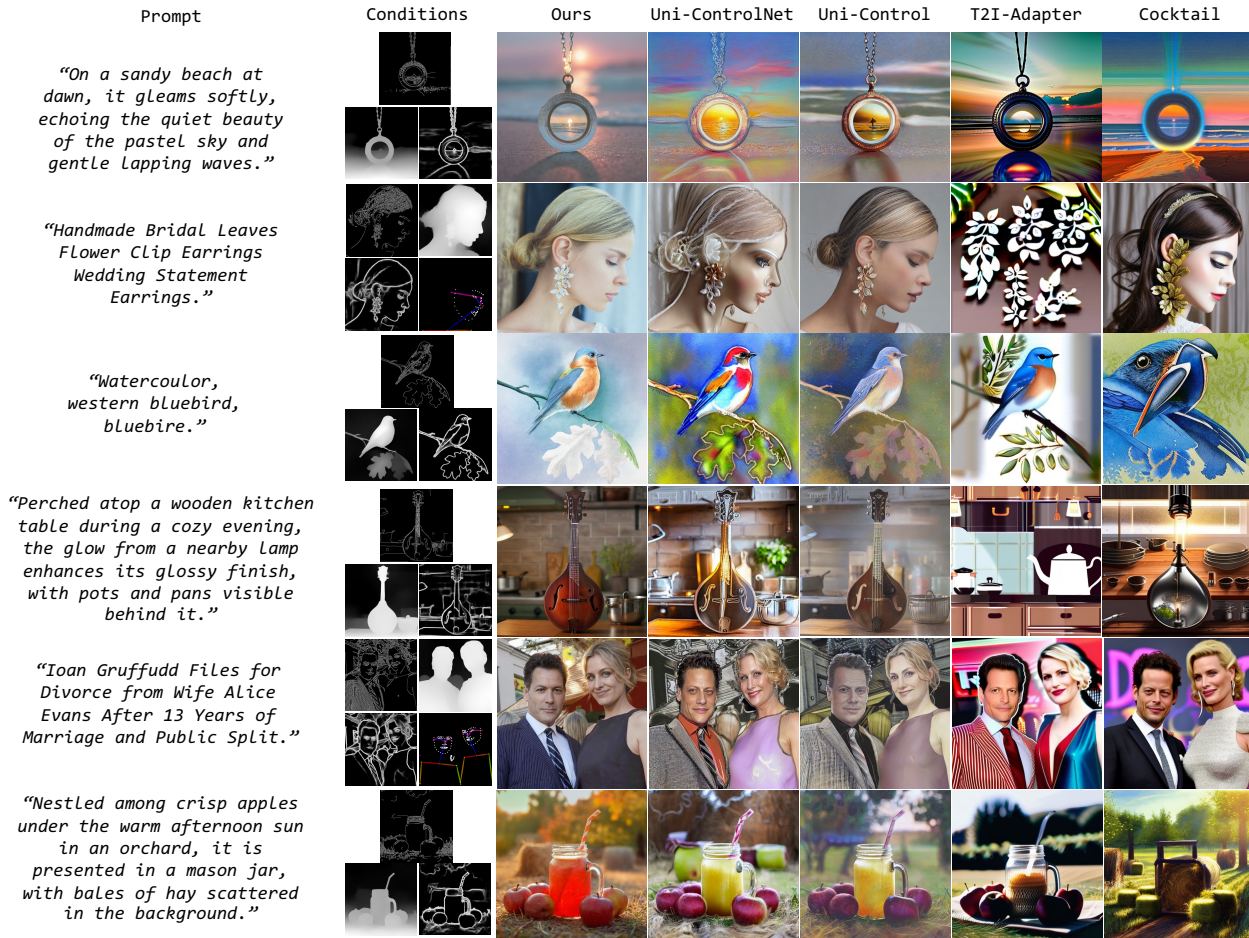 Prompt
Conditions
Ours
Uni-ControlNet
Uni-Control
T2I-Adapter
Cocktail
“On a sandy beach at
dawn, it gleams softly,
echoing the quiet beauty
of the pastel sky and
gentle lapping waves.”
“Handmade Bridal Leaves
Flower Clip Earrings
Wedding Statement
Earrings.”
“Watercoulor,
western bluebird,
bluebire.”
“Perched atop a wooden kitchen
table during a cozy evening,
the glow from a nearby lamp
enhances its glossy finish,
with pots and pans visible
behind it.”
“Ioan Gruffudd Files for
Divorce from Wife Alice
Evans After 13 Years of
Marriage and Public Split.”
“Nestled among crisp apples
under the warm afternoon sun
in an orchard, it is
presented in a mason jar,
with bales of hay scattered
in the background.”